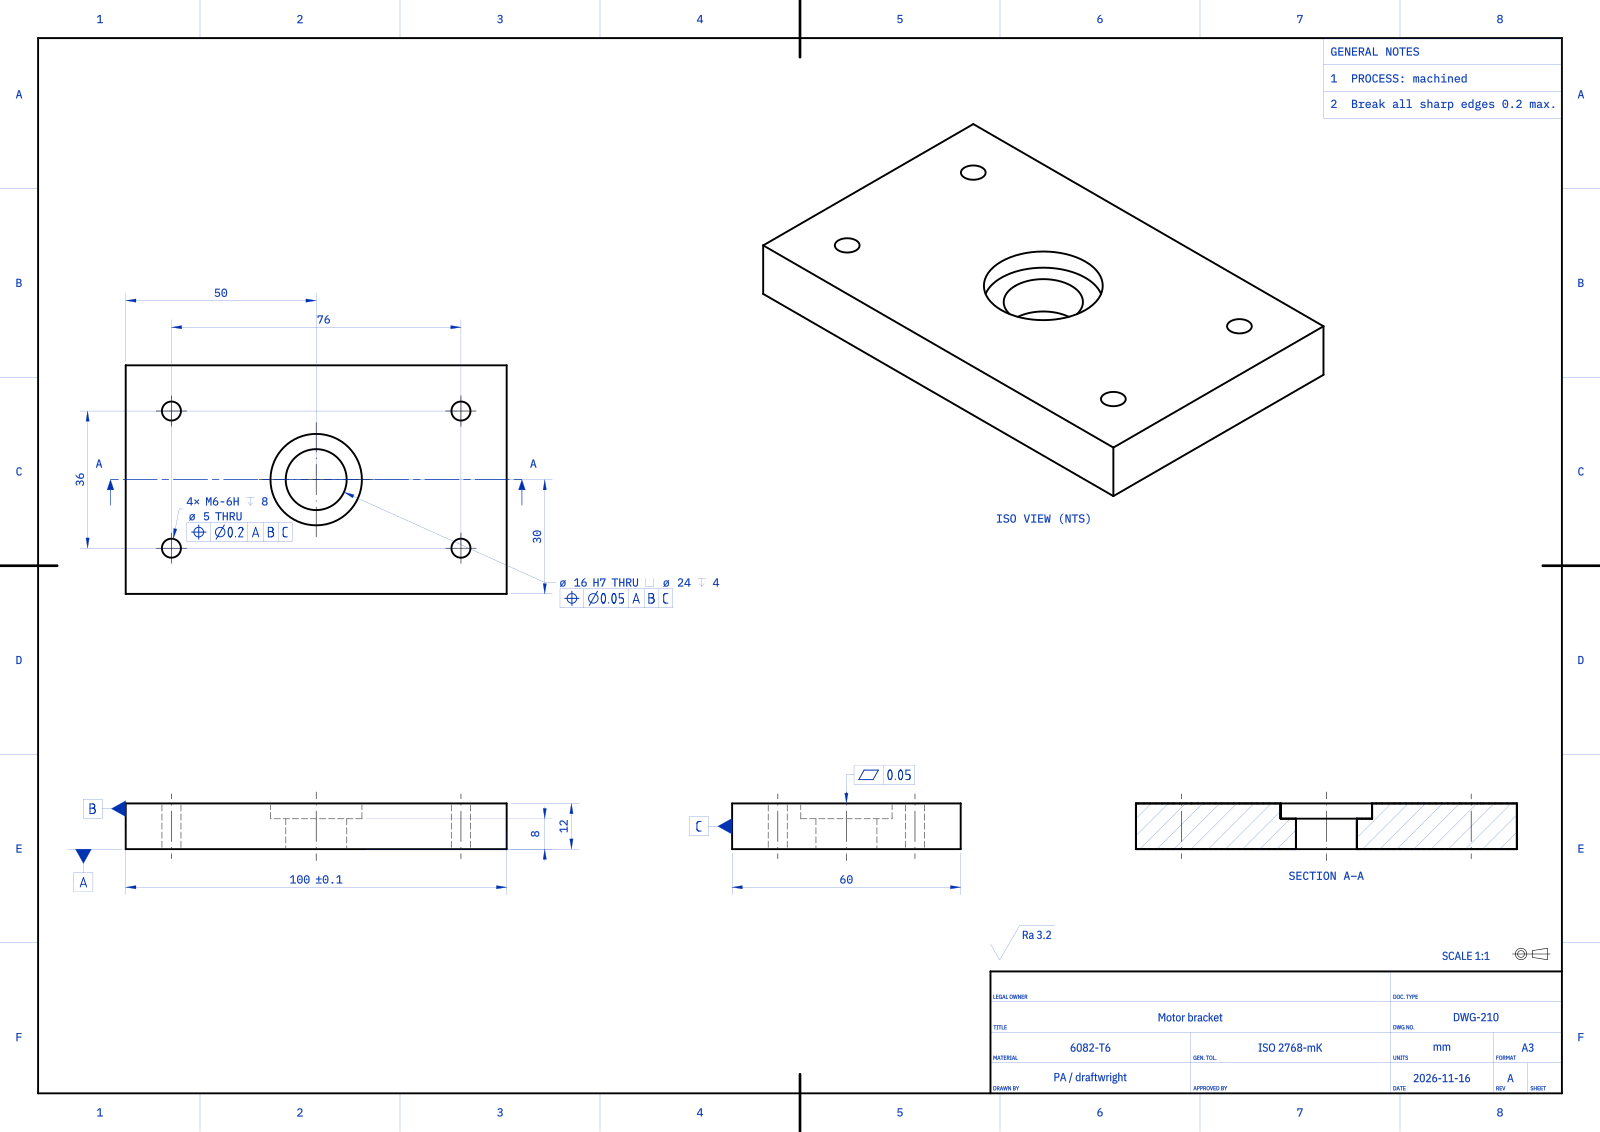 1 2 3 4 5 6 7 8
A A
B B
C C
D D
E E
F F
GENERAL NOTES
1 PROCESS: machined
2 Break all sharp edges 0.2 max.
50
76
36
A A
4× M6-6H ↧ 8
ø 5 THRU
⌖ ⌀0.2 A B C
30
ø 16 H7 THRU ⌴ ø 24 ↧ 4
⌖ ⌀0.05 A B C
ISO VIEW (NTS)
B
A
8
12
100 ±0.1
⏥ 0.05
C
60
SECTION A-A
Ra 3.2
SCALE 1:1
LEGAL OWNER
DOC. TYPE
Motor bracket
TITLE
DWG-210
DWG NO.
6082-T6
MATERIAL
ISO 2768-mK
GEN. TOL.
mm
UNITS
A3
FORMAT
PA / draftwright
DRAWN BY
APPROVED BY
2026-11-16
DATE
A
REV
SHEET
1 2 3 4 5 6 7 8